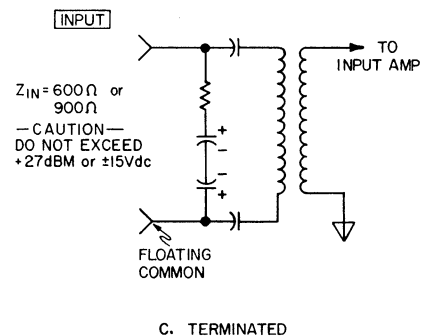 INPUT
Z_IN = 600Ω or
900Ω
—CAUTION—
DO NOT EXCEED
+27dBM or ±15Vdc
TO
INPUT AMP
+
–
–
+
FLOATING
COMMON
C. TERMINATED